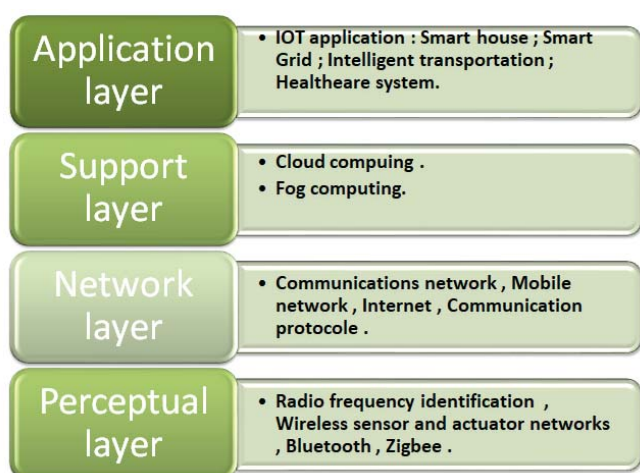 Application
layer
• IOT application : Smart house ; Smart
Grid ; Intelligent transportation ;
Healtheare system.
Support
layer
• Cloud compuing .
• Fog computing.
Network
layer
• Communications network , Mobile
network , Internet , Communication
protocole .
Perceptual
layer
• Radio frequency identification ,
Wireless sensor and actuator networks
, Bluetooth , Zigbee .